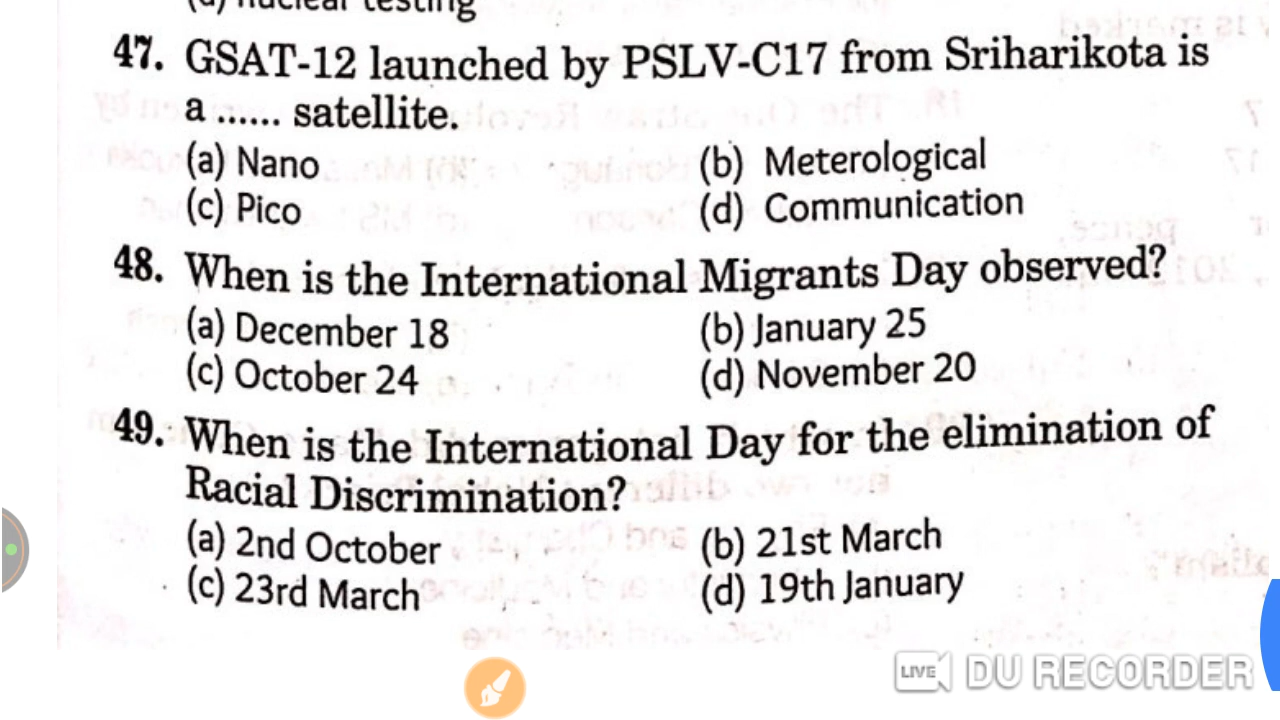 nuclear testing
47. GSAT-12 launched by PSLV-C17 from Sriharikota is
a ...... satellite.
(a) Nano (b) Meterological
(c) Pico (d) Communication
48. When is the International Migrants Day observed?
(a) December 18 (b) January 25
(c) October 24 (d) November 20
49. When is the International Day for the elimination of
Racial Discrimination?
(a) 2nd October (b) 21st March
(c) 23rd March (d) 19th January
LIVE DU RECORDER